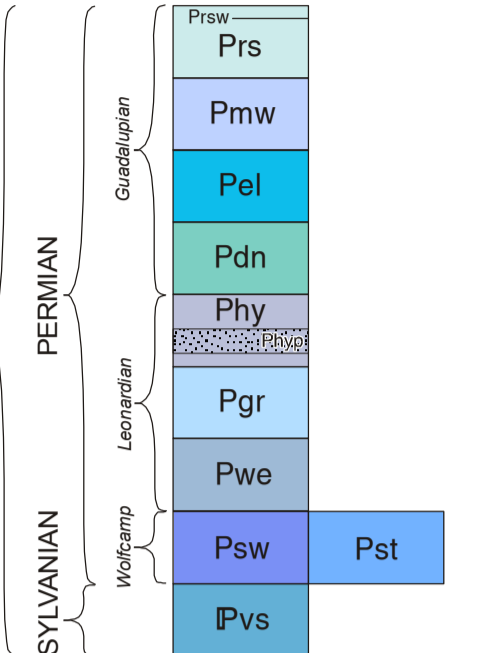 Prsw
Prs
Pmw
Guadalupian
Pel
Pdn
PERMIAN
Phy
Phyp
Leonardian
Pgr
Pwe
Wolfcamp
Psw
Pst
SYLVANIAN
ℙvs